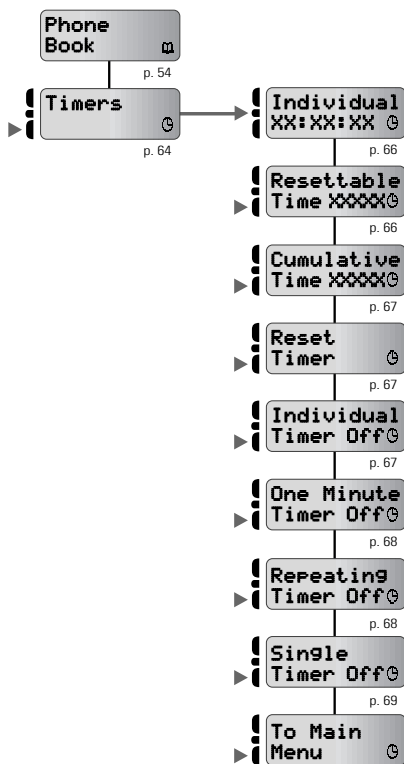 Phone
Book
p. 54
Timers
p. 64
Individual
XX:XX:XX
p. 66
Resettable
Time XXXXX
p. 66
Cumulative
Time XXXXX
p. 67
Reset
Timer
p. 67
Individual
Timer Off
p. 67
One Minute
Timer Off
p. 68
Repeating
Timer Off
p. 68
Single
Timer Off
p. 69
To Main
Menu